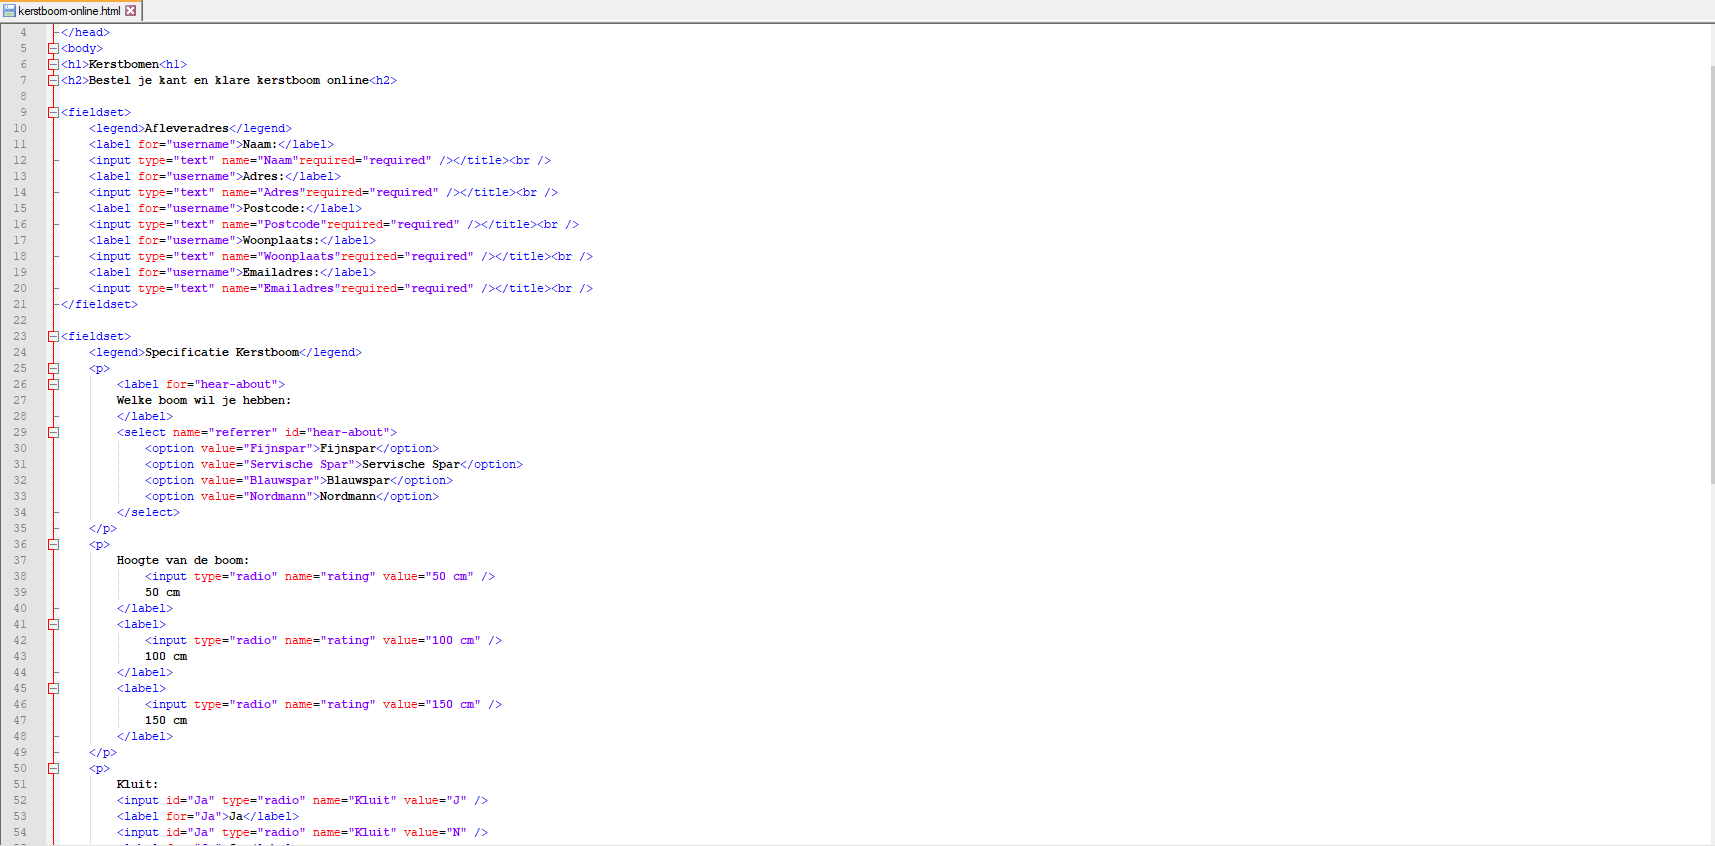 kerstboom-online.html
4 </head>
5 <body>
6 <h1>Kerstbomen<h1>
7 <h2>Bestel je kant en klare kerstboom online<h2>
8
9 <fieldset>
10 <legend>Afleveradres</legend>
11 <label for="username">Naam:</label>
12 <input type="text" name="Naam"required="required" /></title><br />
13 <label for="username">Adres:</label>
14 <input type="text" name="Adres"required="required" /></title><br />
15 <label for="username">Postcode:</label>
16 <input type="text" name="Postcode"required="required" /></title><br />
17 <label for="username">Woonplaats:</label>
18 <input type="text" name="Woonplaats"required="required" /></title><br />
19 <label for="username">Emailadres:</label>
20 <input type="text" name="Emailadres"required="required" /></title><br />
21 </fieldset>
22
23 <fieldset>
24 <legend>Specificatie Kerstboom</legend>
25 <p>
26 <label for="hear-about">
27 Welke boom wil je hebben:
28 </label>
29 <select name="referrer" id="hear-about">
30 <option value="Fijnspar">Fijnspar</option>
31 <option value="Servische Spar">Servische Spar</option>
32 <option value="Blauwspar">Blauwspar</option>
33 <option value="Nordmann">Nordmann</option>
34 </select>
35 </p>
36 <p>
37 Hoogte van de boom:
38 <input type="radio" name="rating" value="50 cm" />
39 50 cm
40 </label>
41 <label>
42 <input type="radio" name="rating" value="100 cm" />
43 100 cm
44 </label>
45 <label>
46 <input type="radio" name="rating" value="150 cm" />
47 150 cm
48 </label>
49 </p>
50 <p>
51 Kluit:
52 <input id="Ja" type="radio" name="Kluit" value="J" />
53 <label for="Ja">Ja</label>
54 <input id="Ja" type="radio" name="Kluit" value="N" />